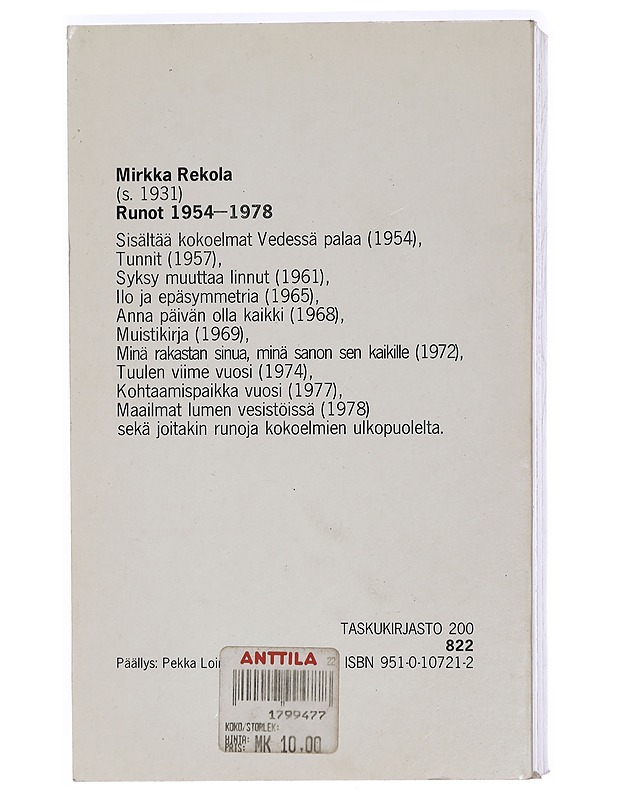 Mirkka Rekola
(s. 1931)
Runot 1954—1978
Sisältää kokoelmat Vedessä palaa (1954),
Tunnit (1957),
Syksy muuttaa linnut (1961),
Ilo ja epäsymmetria (1965),
Anna päivän olla kaikki (1968),
Muistikirja (1969),
Minä rakastan sinua, minä sanon sen kaikille (1972),
Tuulen viime vuosi (1974),
Kohtaamispaikka vuosi (1977),
Maailmat lumen vesistöissä (1978)
sekä joitakin runoja kokoelmien ulkopuolelta.
TASKUKIRJASTO 200
822
Päällys: Pekka ISBN 951-0-10721-2
ANTTILA 22
1799477
KOKO/STORLEK:
HINTA:
PRIS: MK 10.00